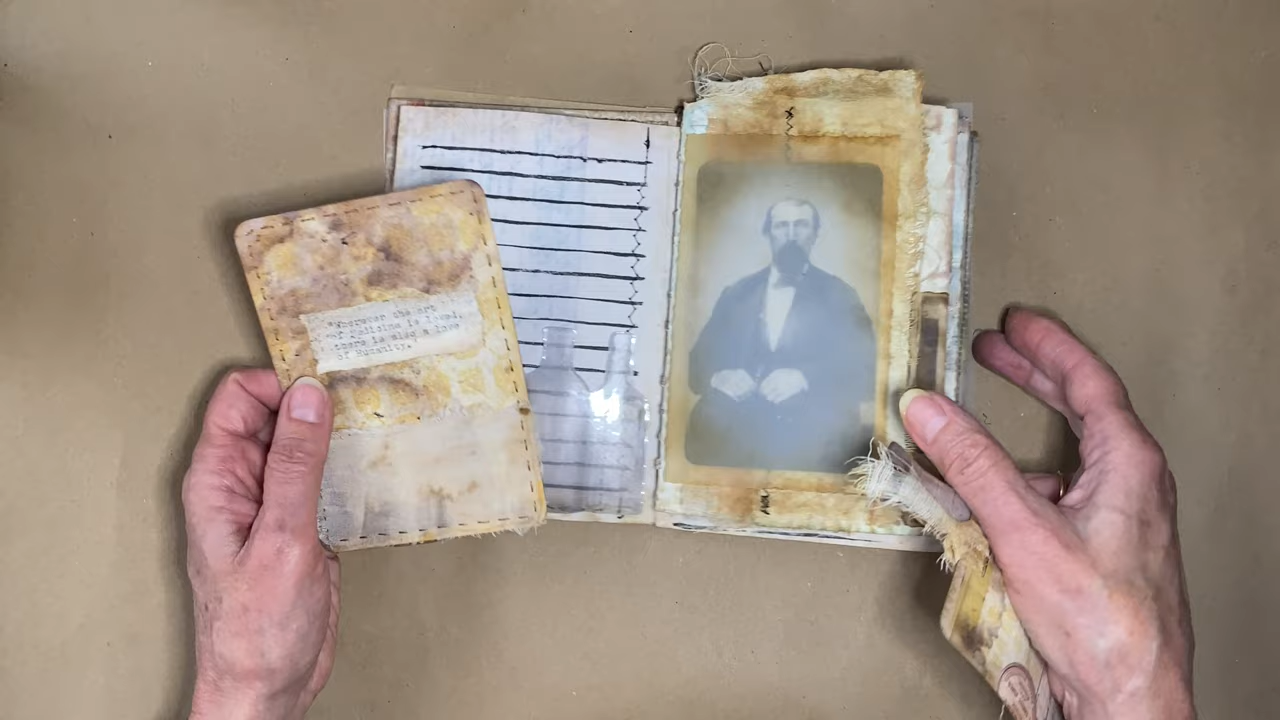 "Wherever the art
of Medicine is loved,
there is also a love
of Humanity."